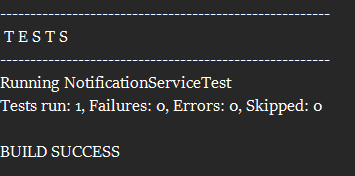 -------------------------------------------------------
T E S T S
-------------------------------------------------------
Running NotificationServiceTest
Tests run: 1, Failures: 0, Errors: 0, Skipped: 0
BUILD SUCCESS